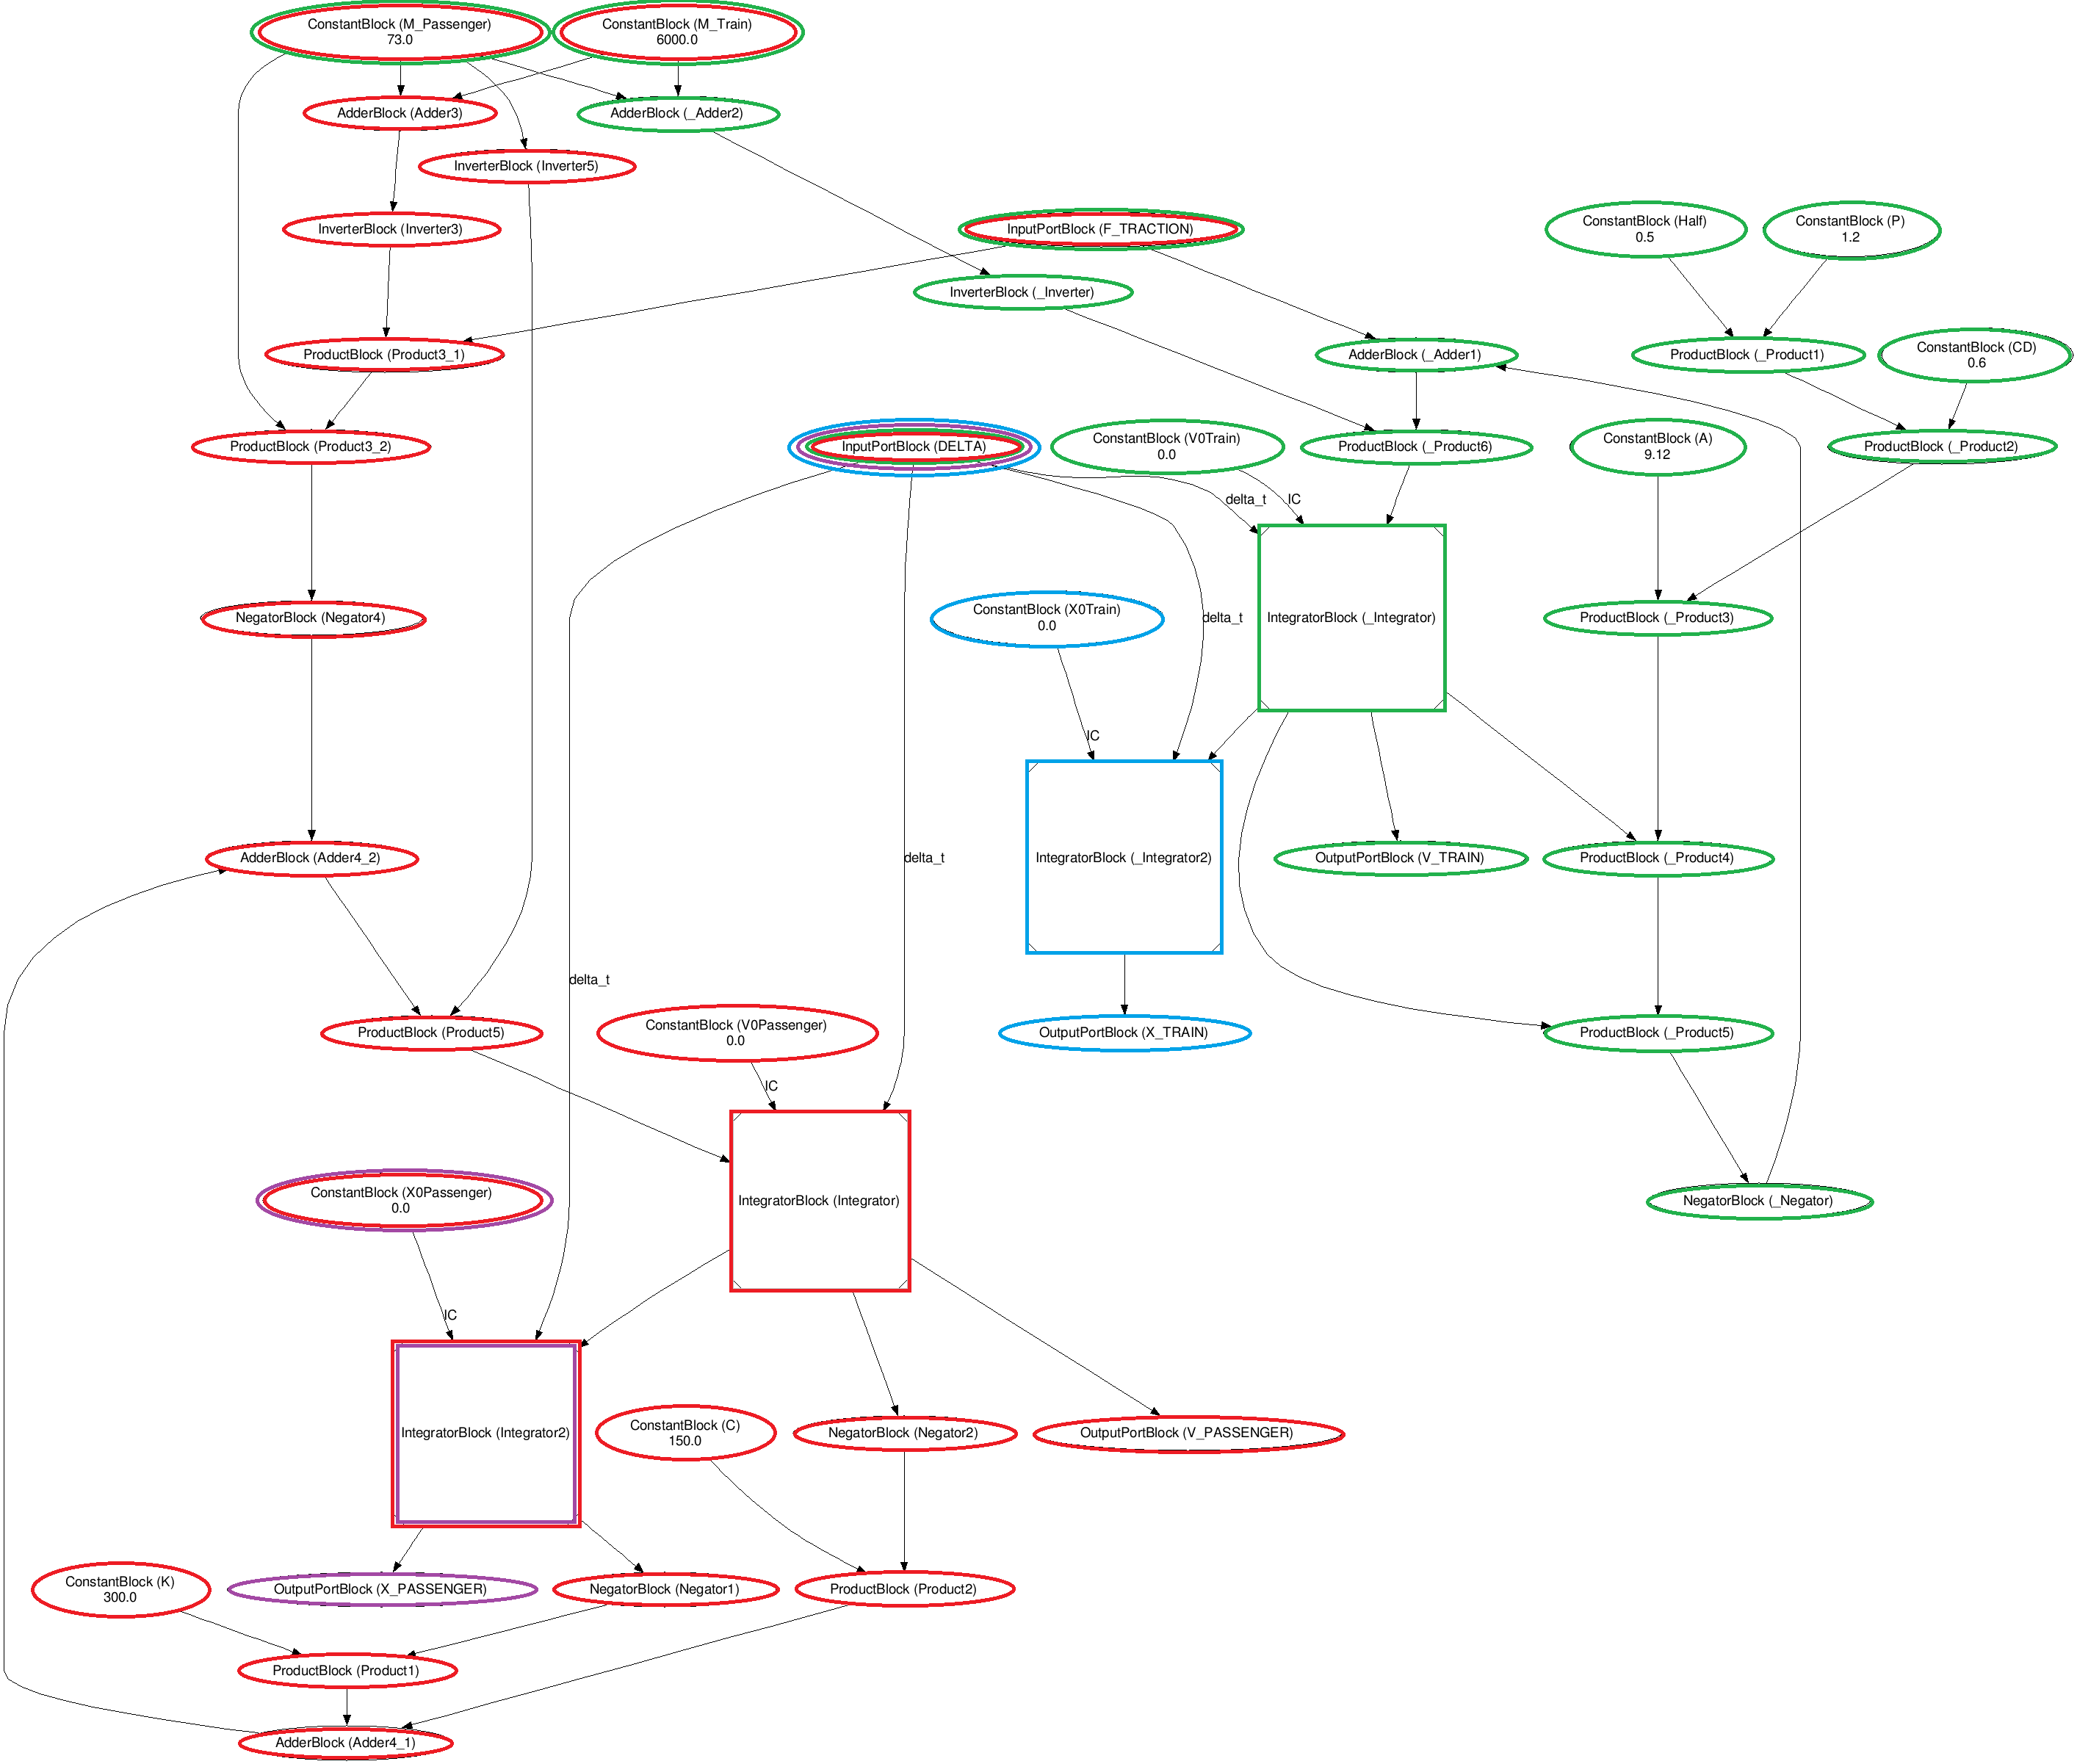 ConstantBlock (M_Passenger)
73.0
ConstantBlock (M_Train)
6000.0
AdderBlock (Adder3)
AdderBlock (_Adder2)
InverterBlock (Inverter5)
InverterBlock (Inverter3)
InputPortBlock (F_TRACTION)
ConstantBlock (Half)
0.5
ConstantBlock (P)
1.2
InverterBlock (_Inverter)
ProductBlock (Product3_1)
AdderBlock (_Adder1)
ProductBlock (_Product1)
ConstantBlock (CD)
0.6
ProductBlock (Product3_2)
InputPortBlock (DELTA)
ConstantBlock (V0Train)
0.0
ProductBlock (_Product6)
ConstantBlock (A)
9.12
ProductBlock (_Product2)
delta_t
IC
NegatorBlock (Negator4)
ConstantBlock (X0Train)
0.0
delta_t
IntegratorBlock (_Integrator)
ProductBlock (_Product3)
IC
AdderBlock (Adder4_2)
delta_t
IntegratorBlock (_Integrator2)
OutputPortBlock (V_TRAIN)
ProductBlock (_Product4)
delta_t
ProductBlock (Product5)
ConstantBlock (V0Passenger)
0.0
OutputPortBlock (X_TRAIN)
ProductBlock (_Product5)
IC
ConstantBlock (X0Passenger)
0.0
IntegratorBlock (Integrator)
NegatorBlock (_Negator)
IC
IntegratorBlock (Integrator2)
ConstantBlock (C)
150.0
NegatorBlock (Negator2)
OutputPortBlock (V_PASSENGER)
ConstantBlock (K)
300.0
OutputPortBlock (X_PASSENGER)
NegatorBlock (Negator1)
ProductBlock (Product2)
ProductBlock (Product1)
AdderBlock (Adder4_1)